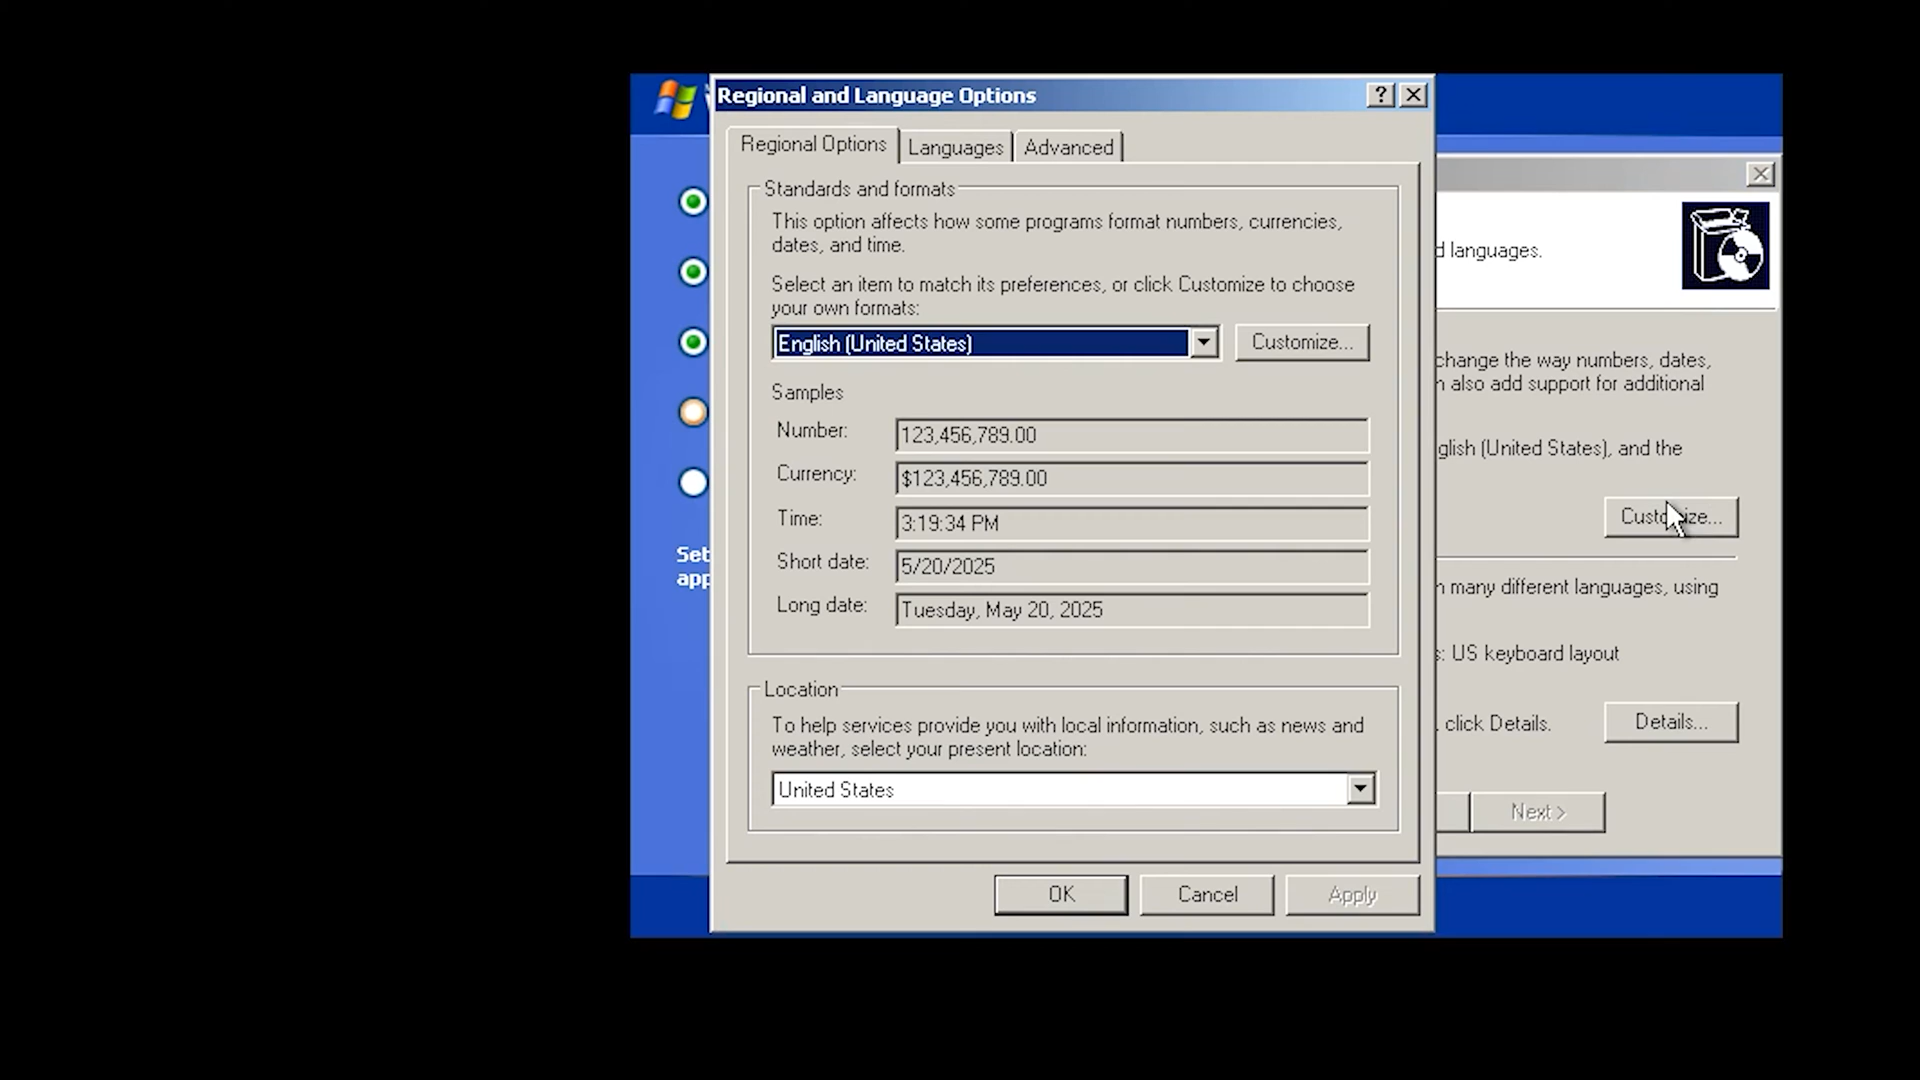 Regional and Language Options
Regional Options
Languages
Advanced
Standards and formats
This option affects how some programs format numbers, currencies,
dates, and time.
Select an item to match its preferences, or click Customize to choose
your own formats:
English (United States)
Customize...
Samples
Number:
123,456,789.00
Currency:
$123,456,789.00
Time:
3:19:34 PM
Short date:
5/20/2025
Long date:
Tuesday, May 20, 2025
Location
To help services provide you with local information, such as news and
weather, select your present location:
United States
OK
Cancel
Apply
Set
app
d languages.
change the way numbers, dates,
n also add support for additional
glish (United States), and the
Customize...
n many different languages, using
s: US keyboard layout
click Details.
Details...
Next >